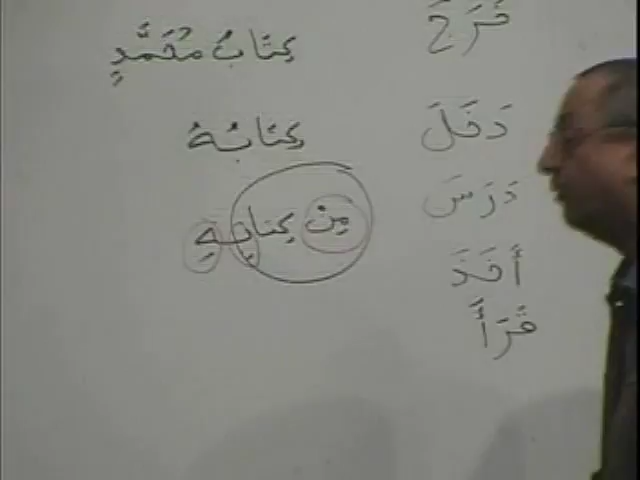 خَرَجَ
دَخَلَ
دَرَسَ
أَخَذَ
قَرَأَ
كِتَابُ مُحَمَّدٍ
كِتَابُهُ
مِنْ كِتَابِهِ